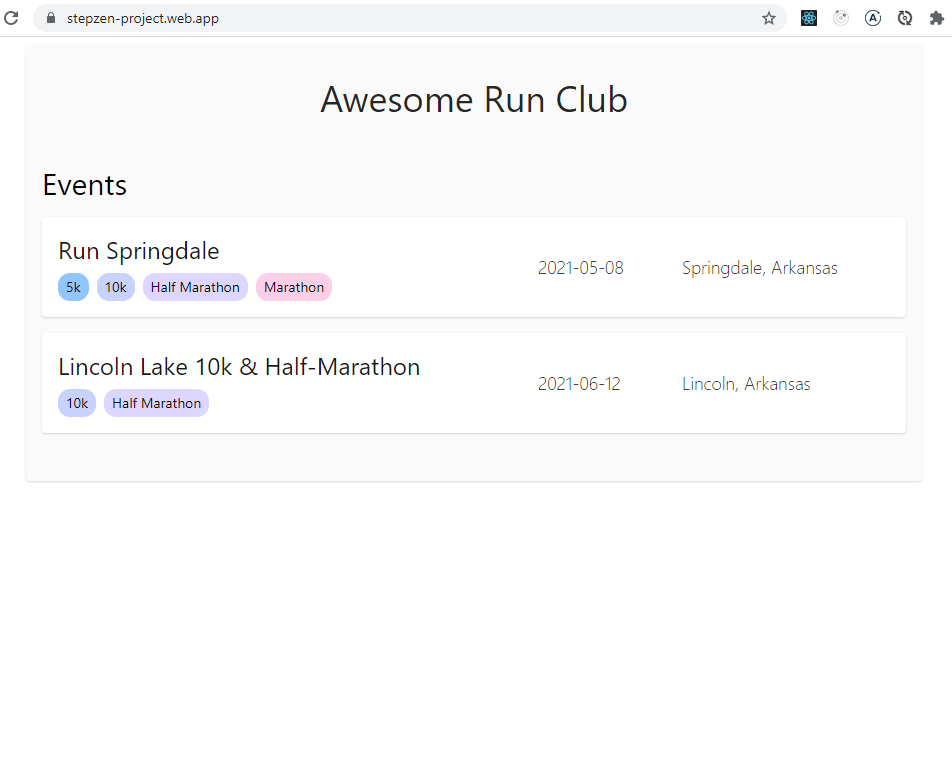 stepzen-project.web.app
Awesome Run Club
Events
Run Springdale
5k 10k Half Marathon Marathon
2021-05-08
Springdale, Arkansas
Lincoln Lake 10k & Half-Marathon
10k Half Marathon
2021-06-12
Lincoln, Arkansas